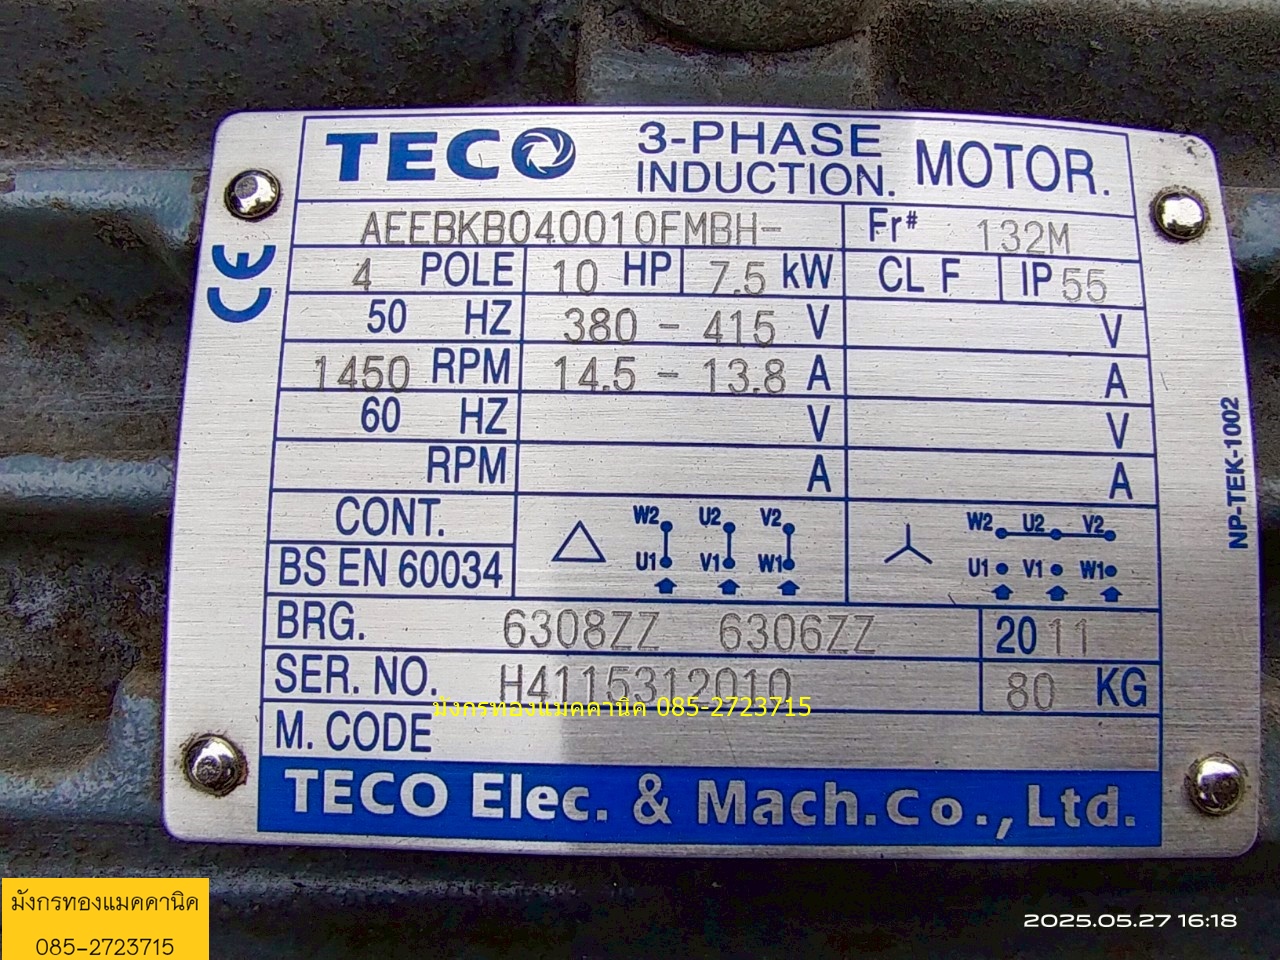 TECO 3-PHASE INDUCTION. MOTOR.
AEEBKB040010FMBH- Fr# 132M
CE
4 POLE 10 HP 7.5 kW CL F IP 55
50 HZ 380 - 415 V V
1450 RPM 14.5 - 13.8 A A
60 HZ V V
RPM A A
NP-TEK-1002
CONT.
W2 U2 V2 W2 U2 V2
U1 V1 W1 U1 V1 W1
BS EN 60034
BRG. 6308ZZ 6306ZZ 2011
SER. NO. H4115312010 80 KG
มังกรทองแมคคานิค 085-2723715
M. CODE
TECO Elec. & Mach.Co.,Ltd.
มังกรทองแมคคานิค
085-2723715
2025.05.27 16:18